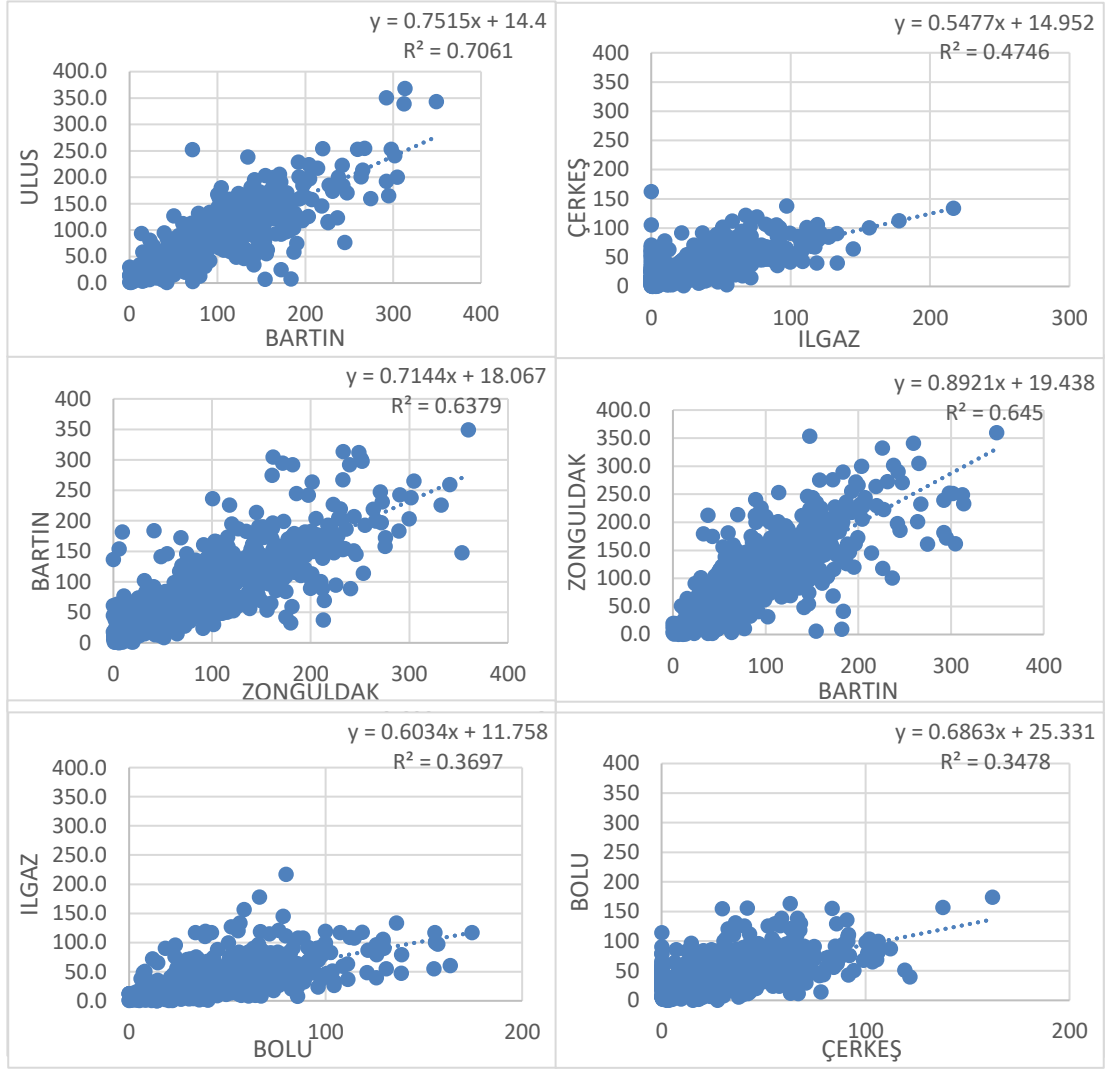 y = 0.7515x + 14.4
R² = 0.7061
400.0
350.0
300.0
250.0
200.0
150.0
100.0
50.0
0.0
ULUS
0 100 200 300 400
BARTIN
y = 0.5477x + 14.952
R² = 0.4746
400
350
300
250
200
150
100
50
0
ÇERKEŞ
0 100 200 300
ILGAZ
y = 0.7144x + 18.067
R² = 0.6379
400
350
300
250
200
150
100
50
0
BARTIN
0 100 200 300 400
ZONGULDAK
y = 0.8921x + 19.438
R² = 0.645
400.0
350.0
300.0
250.0
200.0
150.0
100.0
50.0
0.0
ZONGULDAK
0 100 200 300 400
BARTIN
y = 0.6034x + 11.758
R² = 0.3697
400.0
350.0
300.0
250.0
200.0
150.0
100.0
50.0
0.0
ILGAZ
0 100 200
BOLU
y = 0.6863x + 25.331
R² = 0.3478
400
350
300
250
200
150
100
50
0
BOLU
0 100 200
ÇERKEŞ